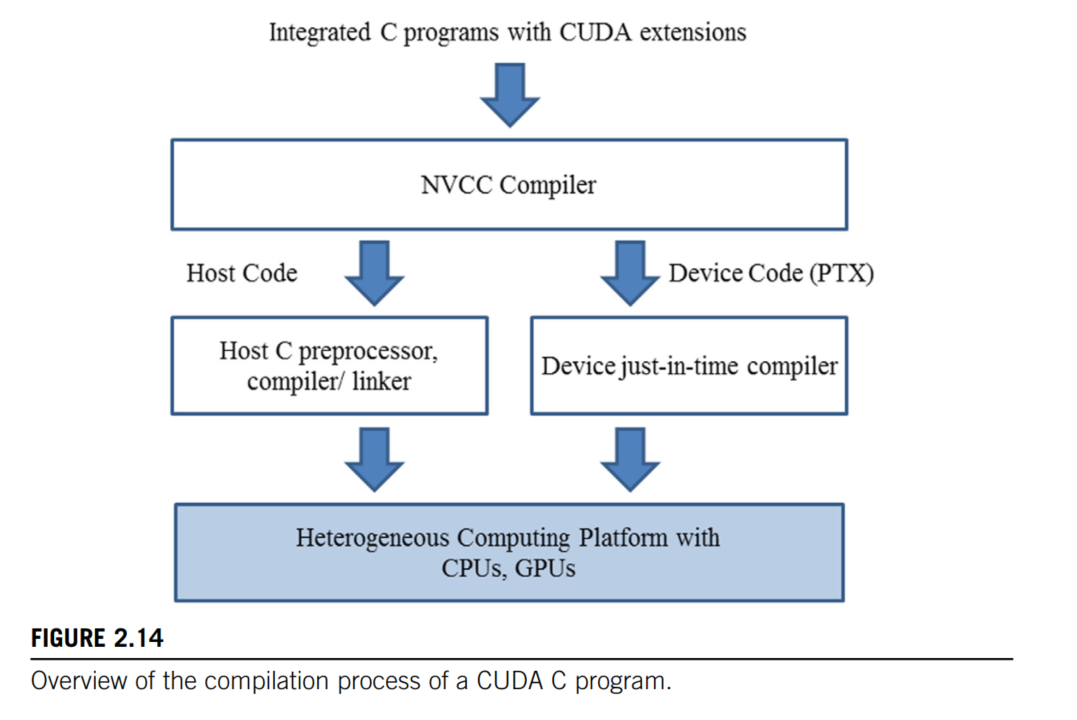 Integrated C programs with CUDA extensions
NVCC Compiler
Host Code
Device Code (PTX)
Host C preprocessor,
compiler/ linker
Device just-in-time compiler
Heterogeneous Computing Platform with
CPUs, GPUs
FIGURE 2.14
Overview of the compilation process of a CUDA C program.